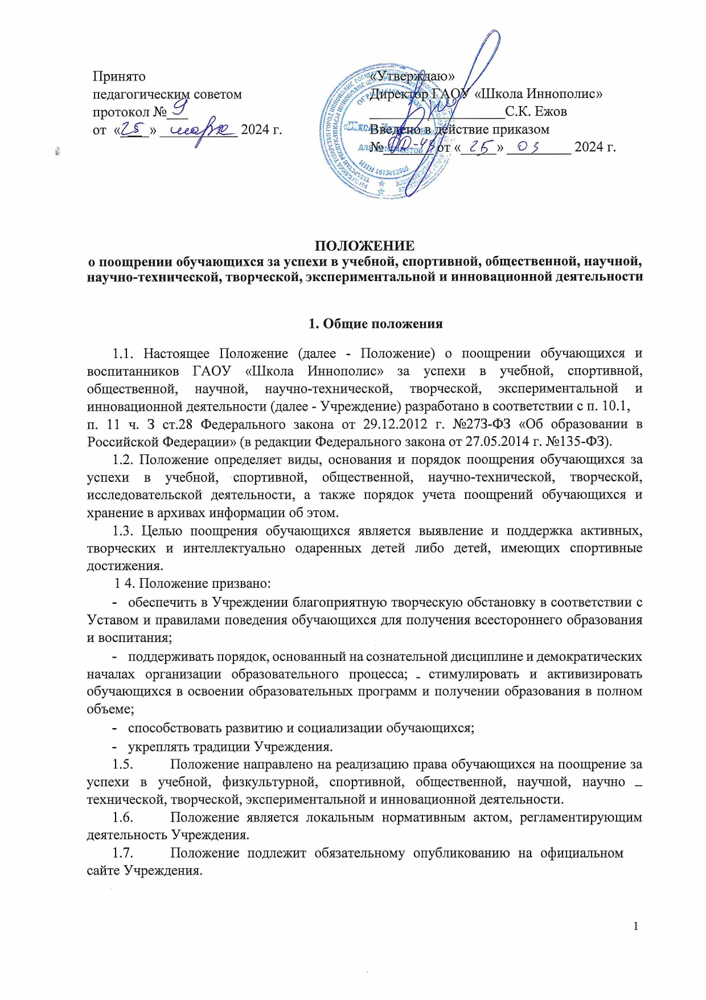 Принято
педагогическим советом
протокол № 9
от «25» марта 2024 г.
«Утверждаю»
Директор ГАОУ «Школа Иннополис»
___________________С.К. Ежов
Введено в действие приказом
№ ОД-43 от « 25 » 03 2024 г.
ИНН
ПОЛОЖЕНИЕ
о поощрении обучающихся за успехи в учебной, спортивной, общественной, научной,
научно-технической, творческой, экспериментальной и инновационной деятельности
1. Общие положения
1.1. Настоящее Положение (далее - Положение) о поощрении обучающихся и
воспитанников ГАОУ «Школа Иннополис» за успехи в учебной, спортивной,
общественной, научной, научно-технической, творческой, экспериментальной и
инновационной деятельности (далее - Учреждение) разработано в соответствии с п. 10.1,
п. 11 ч. 3 ст.28 Федерального закона от 29.12.2012 г. №273-ФЗ «Об образовании в
Российской Федерации» (в редакции Федерального закона от 27.05.2014 г. №135-ФЗ).
1.2. Положение определяет виды, основания и порядок поощрения обучающихся за
успехи в учебной, спортивной, общественной, научно-технической, творческой,
исследовательской деятельности, а также порядок учета поощрений обучающихся и
хранение в архивах информации об этом.
1.3. Целью поощрения обучающихся является выявление и поддержка активных,
творческих и интеллектуально одаренных детей либо детей, имеющих спортивные
достижения.
1 4. Положение призвано:
- обеспечить в Учреждении благоприятную творческую обстановку в соответствии с
Уставом и правилами поведения обучающихся для получения всестороннего образования
и воспитания;
- поддерживать порядок, основанный на сознательной дисциплине и демократических
началах организации образовательного процесса; - стимулировать и активизировать
обучающихся в освоении образовательных программ и получении образования в полном
объеме;
- способствовать развитию и социализации обучающихся;
- укреплять традиции Учреждения.
1.5. Положение направлено на реализацию права обучающихся на поощрение за
успехи в учебной, физкультурной, спортивной, общественной, научной, научно _
технической, творческой, экспериментальной и инновационной деятельности.
1.6. Положение является локальным нормативным актом, регламентирующим
деятельность Учреждения.
1.7. Положение подлежит обязательному опубликованию на официальном
сайте Учреждения.
1